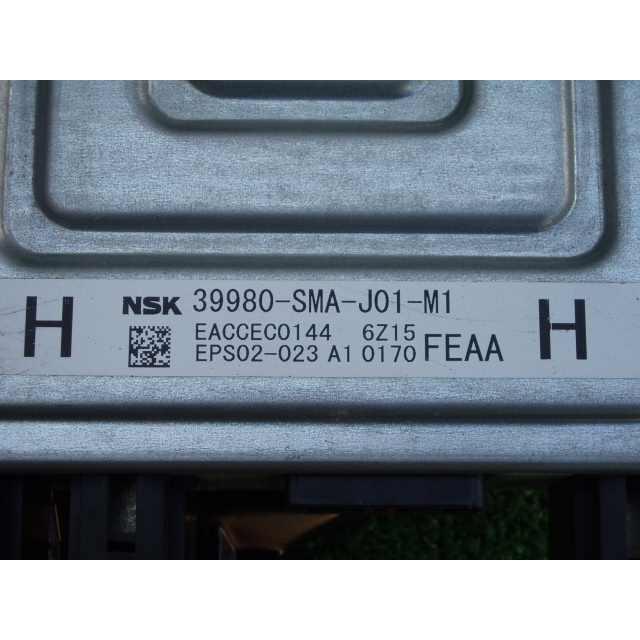 H NSK 39980-SMA-J01-M1 H
EACCEC0144 6Z15
EPS02-023 A1 0170 FEAA